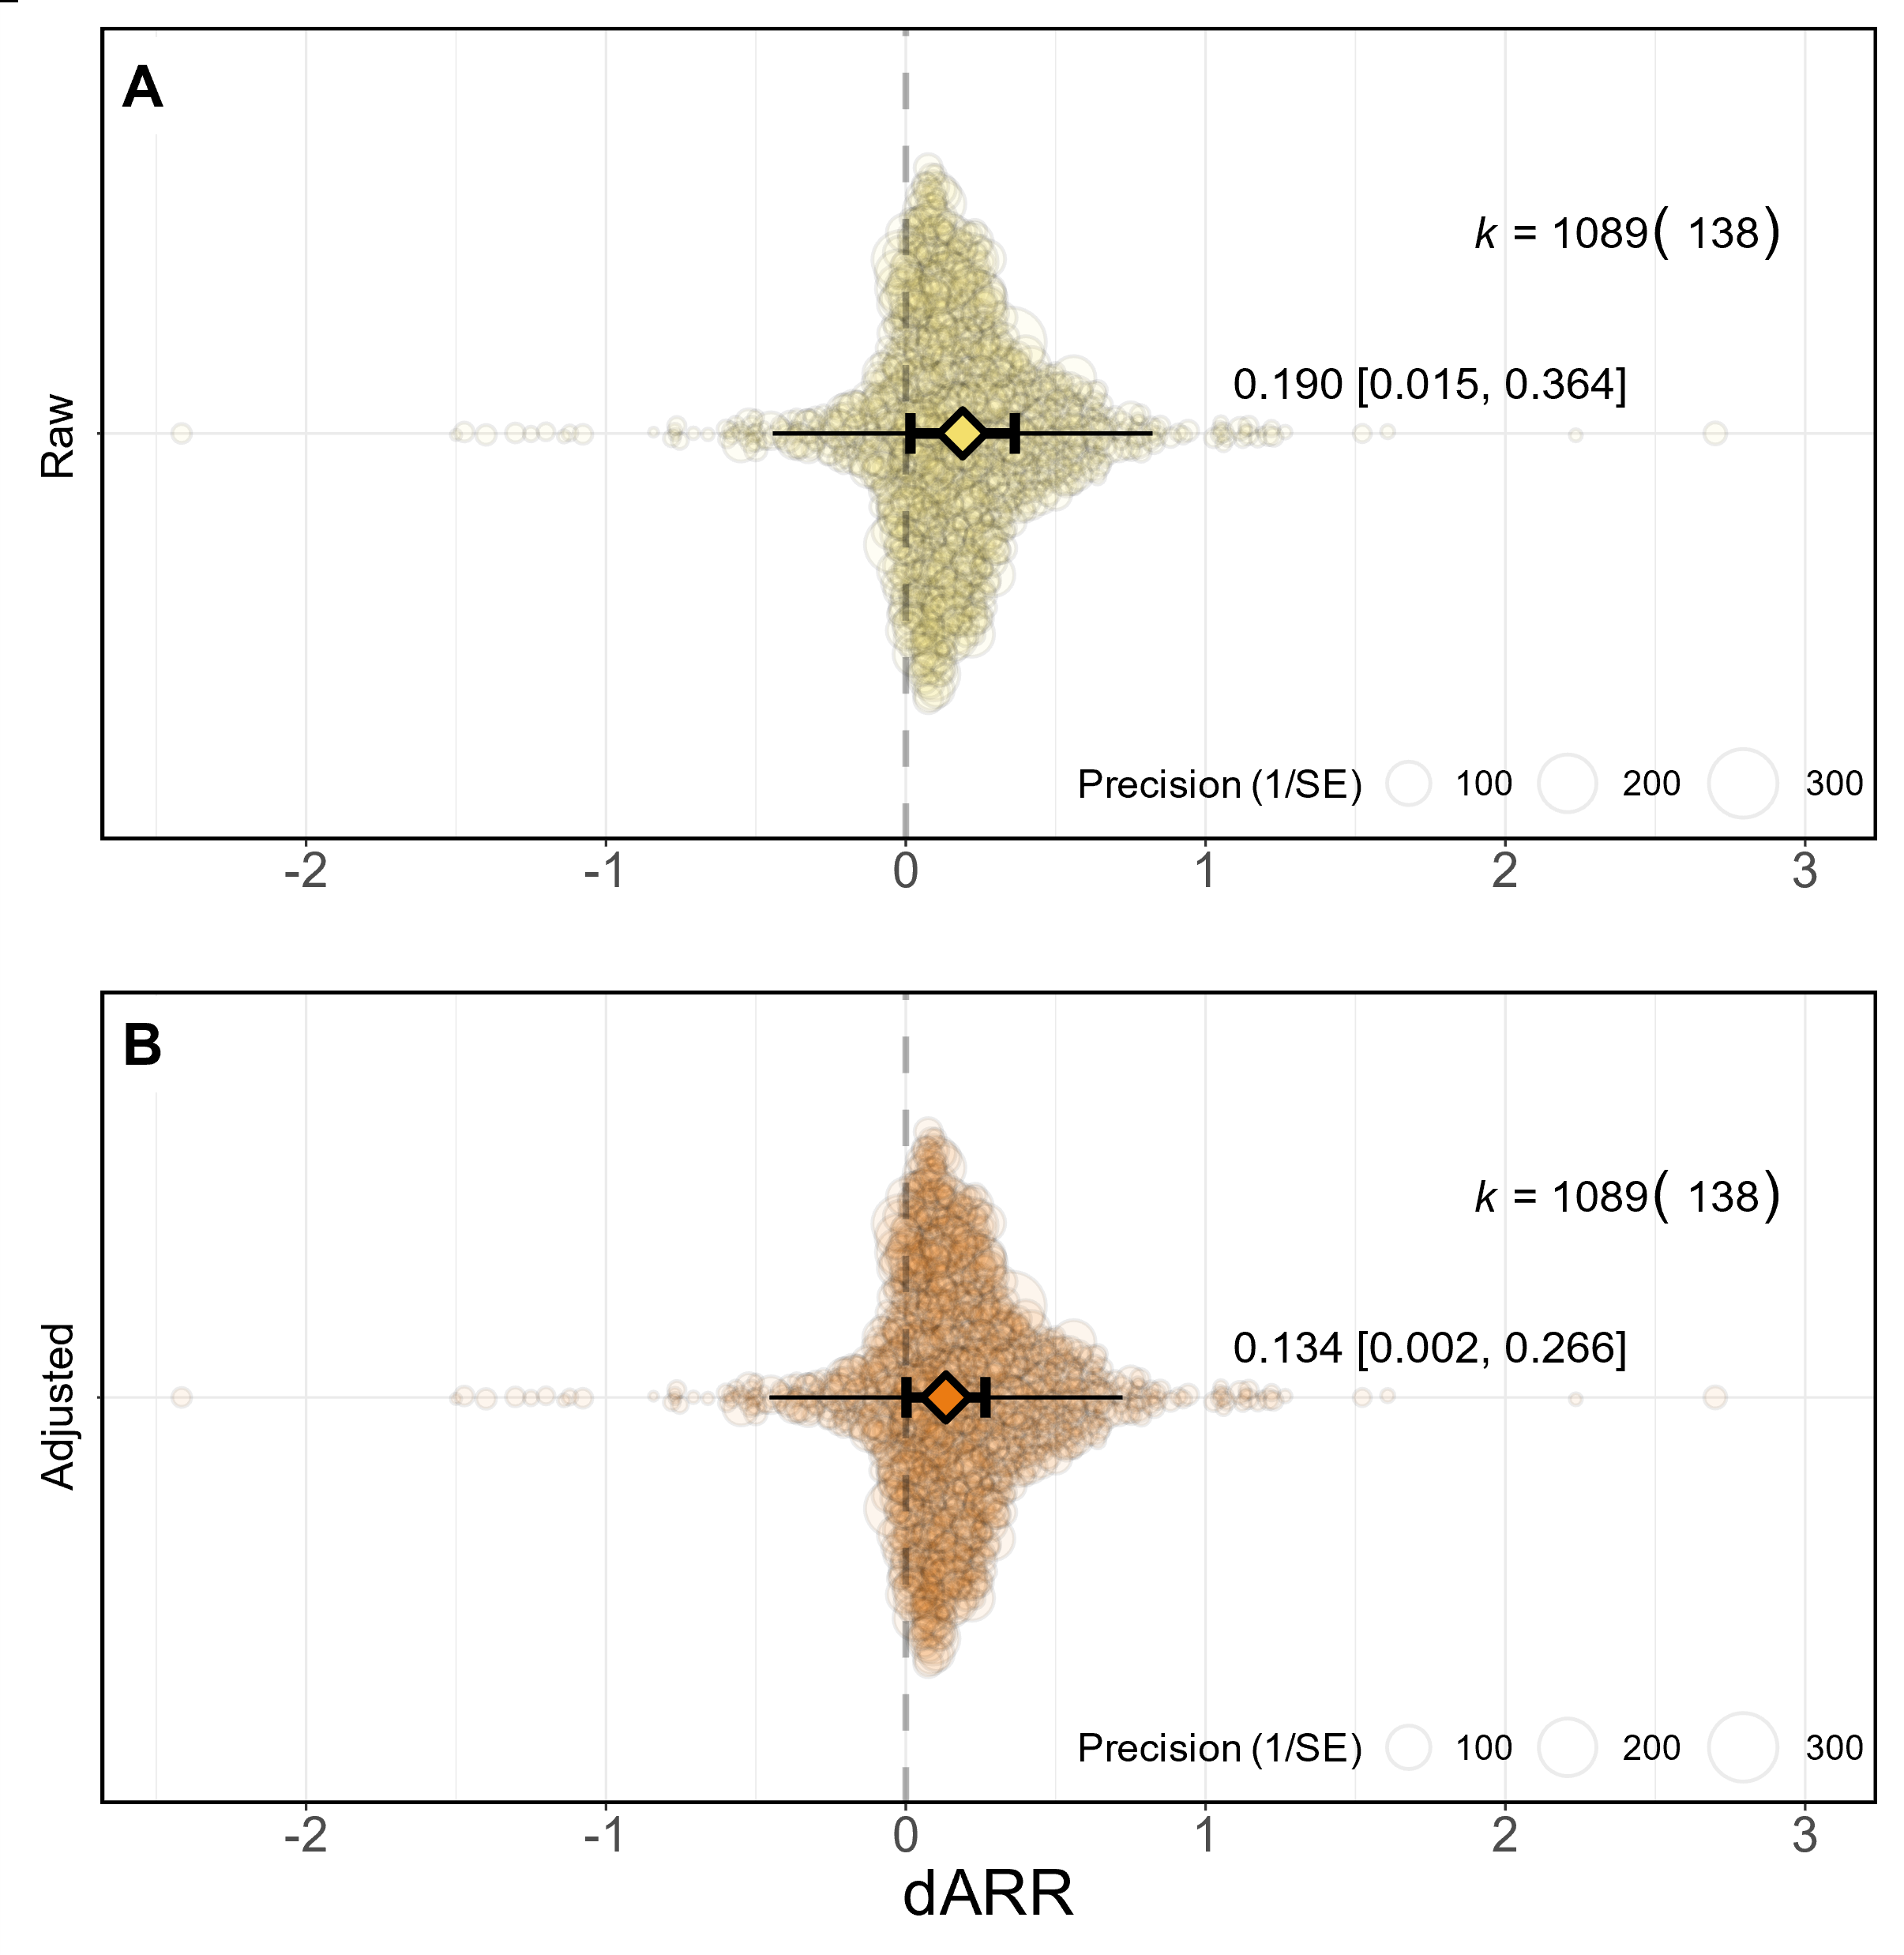 A
k = 1089( 138)
0.190 [0.015, 0.364]
Raw
Precision (1/SE) 100 200 300
-2 -1 0 1 2 3
B
k = 1089( 138)
0.134 [0.002, 0.266]
Adjusted
Precision (1/SE) 100 200 300
-2 -1 0 1 2 3
dARR